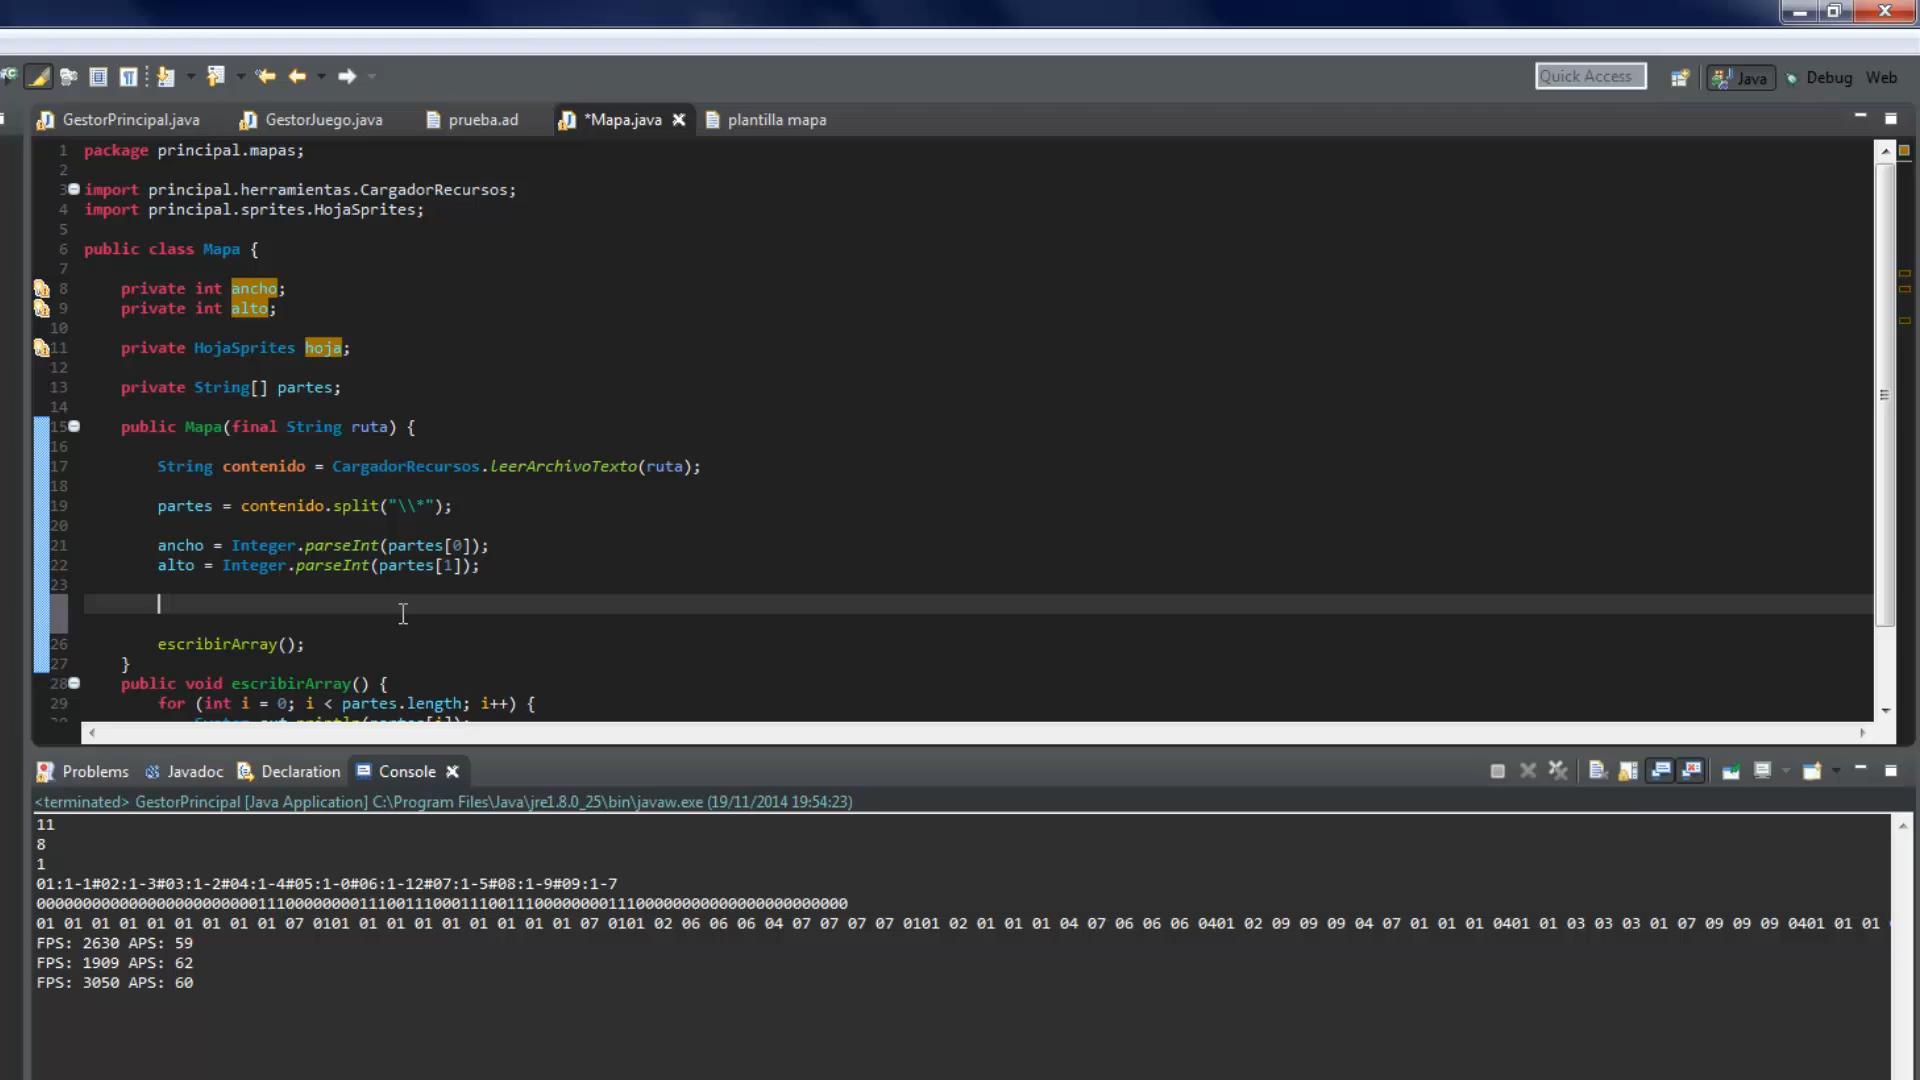 Quick Access
Java
Debug
Web
GestorPrincipal.java
GestorJuego.java
prueba.ad
*Mapa.java
plantilla mapa
1 package principal.mapas;
2
3 import principal.herramientas.CargadorRecursos;
4 import principal.sprites.HojaSprites;
5
6 public class Mapa {
7
8 private int ancho;
9 private int alto;
10
11 private HojaSprites hoja;
12
13 private String[] partes;
14
15 public Mapa(final String ruta) {
16
17 String contenido = CargadorRecursos.leerArchivoTexto(ruta);
18
19 partes = contenido.split("\\*");
20
21 ancho = Integer.parseInt(partes[0]);
22 alto = Integer.parseInt(partes[1]);
23
26 escribirArray();
27 }
28 public void escribirArray() {
29 for (int i = 0; i < partes.length; i++) {
Problems
Javadoc
Declaration
Console
<terminated> GestorPrincipal [Java Application] C:\Program Files\Java\jre1.8.0_25\bin\javaw.exe (19/11/2014 19:54:23)
11
8
1
01:1-1#02:1-3#03:1-2#04:1-4#05:1-0#06:1-12#07:1-5#08:1-9#09:1-7
0000000000000000000000001110000000011100111000111001110000000011100000000000000000000000
01 01 01 01 01 01 01 01 01 07 0101 01 01 01 01 01 01 01 01 07 0101 02 06 06 06 04 07 07 07 07 0101 02 01 01 01 04 07 06 06 06 0401 02 09 09 09 04 07 01 01 01 0401 01 03 03 03 01 07 09 09 09 0401 01 01
FPS: 2630 APS: 59
FPS: 1909 APS: 62
FPS: 3050 APS: 60